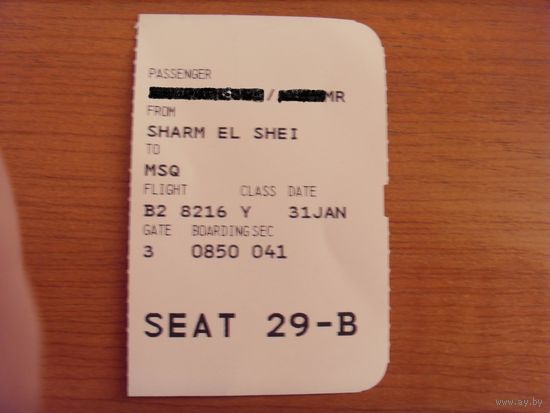 PASSENGER
/ MR
FROM
SHARM EL SHEI
TO
MSQ
FLIGHT CLASS DATE
B2 8216 Y 31JAN
GATE BOARDING SEC
3 0850 041
SEAT 29-B
www.ay.by